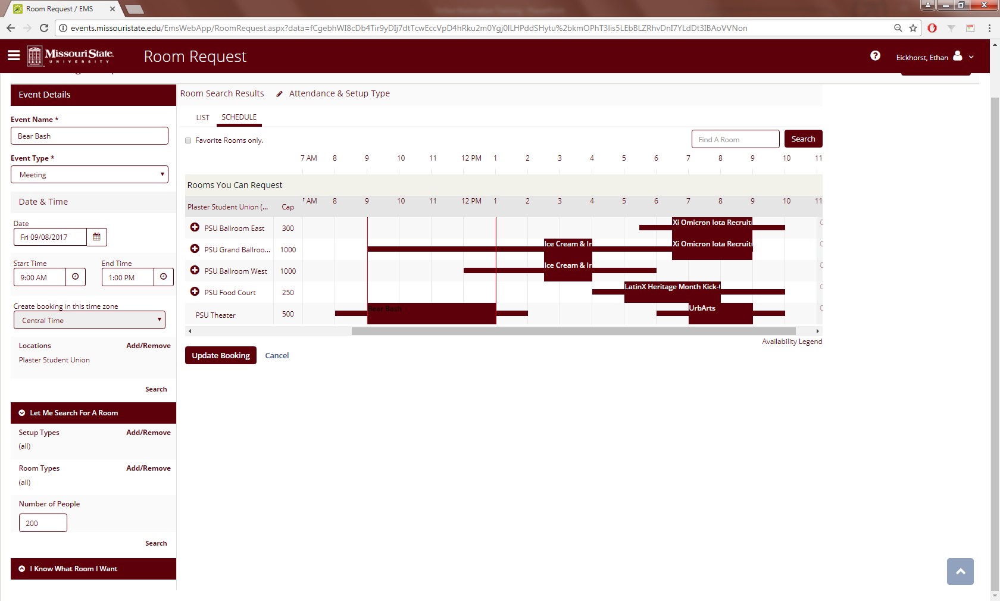 Room Request / EMS
events.missouristate.edu/EmsWebApp/RoomRequest.aspx?data=fCgebhWI8cDb4Tir9yDIj7dtTcwEccVpD4hRku2m0Ygj0lLHPddSHytu%2bkmOPhT3Iis5LEbBLZRhvDnI7YLdDt3IBAoVVNon
Missouri State
UNIVERSITY
Room Request
Eickhorst, Ethan
Event Details
Event Name *
Bear Bash
Event Type *
Meeting
Date & Time
Date
Fri 09/08/2017
Start Time End Time
9:00 AM 1:00 PM
Create booking in this time zone
Central Time
Locations Add/Remove
Plaster Student Union
Search
Let Me Search For A Room
Setup Types Add/Remove
(all)
Room Types Add/Remove
(all)
Number of People
200
Search
I Know What Room I Want
Room Search Results Attendance & Setup Type
LIST SCHEDULE
Favorite Rooms only.
Find A Room Search
7 AM 8 9 10 11 12 PM 1 2 3 4 5 6 7 8 9 10 11
Rooms You Can Request
Plaster Student Union (... Cap 7 AM 8 9 10 11 12 PM 1 2 3 4 5 6 7 8 9 10 11
PSU Ballroom East 300 Xi Omicron Iota Recruit
PSU Grand Ballroo... 1000 Ice Cream & Ir Xi Omicron Iota Recruit
PSU Ballroom West 1000 Ice Cream & Ir
PSU Food Court 250 LatinX Heritage Month Kick-
PSU Theater 500 Bear Bash UrbArts
Availability Legend
Update Booking Cancel